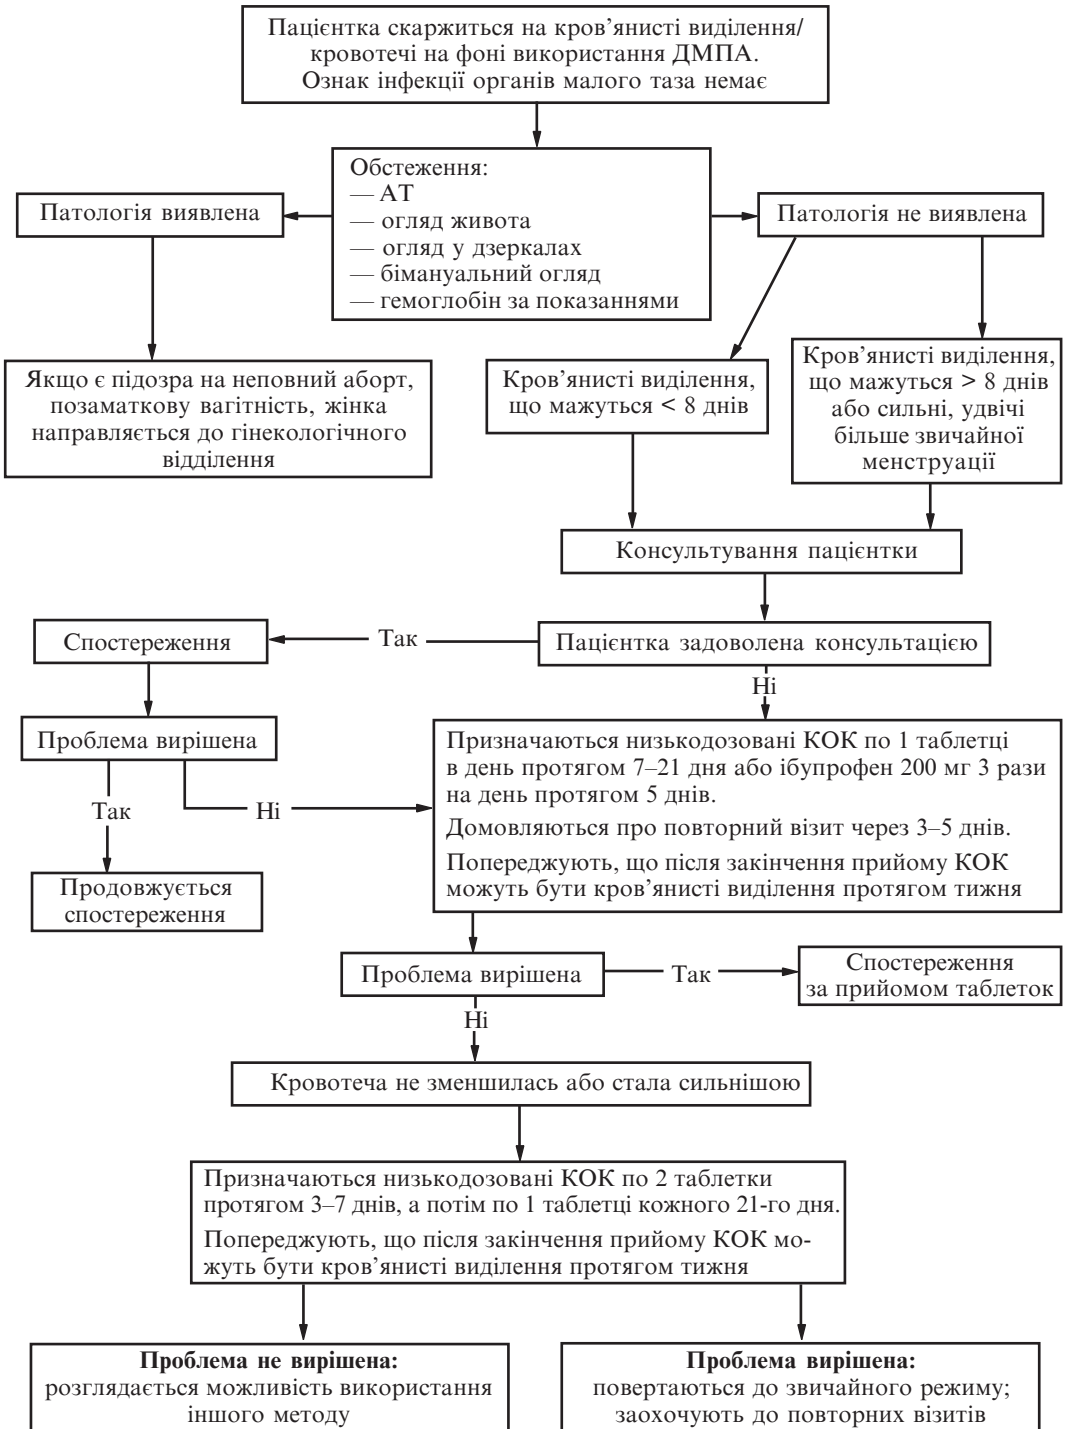 Пацієнтка скаржиться на кров'янисті виділення/
кровотечі на фоні використання ДМПА.
Ознак інфекції органів малого таза немає
Обстеження:
— АТ
— огляд живота
— огляд у дзеркалах
— бімануальний огляд
— гемоглобін за показаннями
Патологія виявлена
Патологія не виявлена
Якщо є підозра на неповний аборт,
позаматкову вагітність, жінка
направляється до гінекологічного
відділення
Кров'янисті виділення,
що мажуться < 8 днів
Кров'янисті виділення,
що мажуться > 8 днів
або сильні, удвічі
більше звичайної
менструації
Консультування пацієнтки
Спостереження
Так
Пацієнтка задоволена консультацією
Ні
Проблема вирішена
Так
Ні
Призначаються низькодозовані КОК по 1 таблетці
в день протягом 7–21 дня або ібупрофен 200 мг 3 рази
на день протягом 5 днів.
Домовляються про повторний візит через 3–5 днів.
Попереджують, що після закінчення прийому КОК
можуть бути кров'янисті виділення протягом тижня
Продовжується
спостереження
Проблема вирішена
Так
Спостереження
за прийомом таблеток
Ні
Кровотеча не зменшилась або стала сильнішою
Призначаються низькодозовані КОК по 2 таблетки
протягом 3–7 днів, а потім по 1 таблетці кожного 21-го дня.
Попереджують, що після закінчення прийому КОК мо-
жуть бути кров'янисті виділення протягом тижня
Проблема не вирішена:
розглядається можливість використання
іншого методу
Проблема вирішена:
повертаються до звичайного режиму;
заохочують до повторних візитів